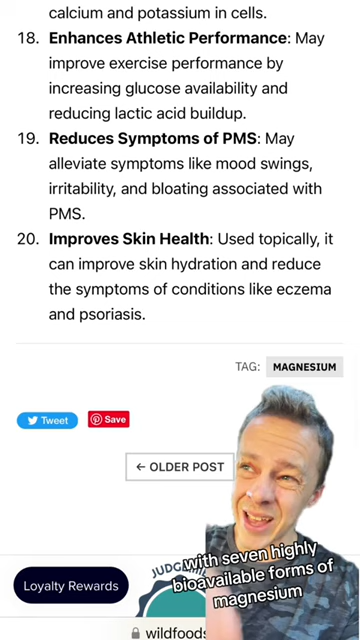 calcium and potassium in cells.
18. Enhances Athletic Performance: May
improve exercise performance by
increasing glucose availability and
reducing lactic acid buildup.
19. Reduces Symptoms of PMS: May
alleviate symptoms like mood swings,
irritability, and bloating associated with
PMS.
20. Improves Skin Health: Used topically, it
can improve skin hydration and reduce
the symptoms of conditions like eczema
and psoriasis.
TAG: MAGNESIUM
Tweet
Save
← OLDER POST
with seven highly
bioavailable forms of
magnesium
Loyalty Rewards